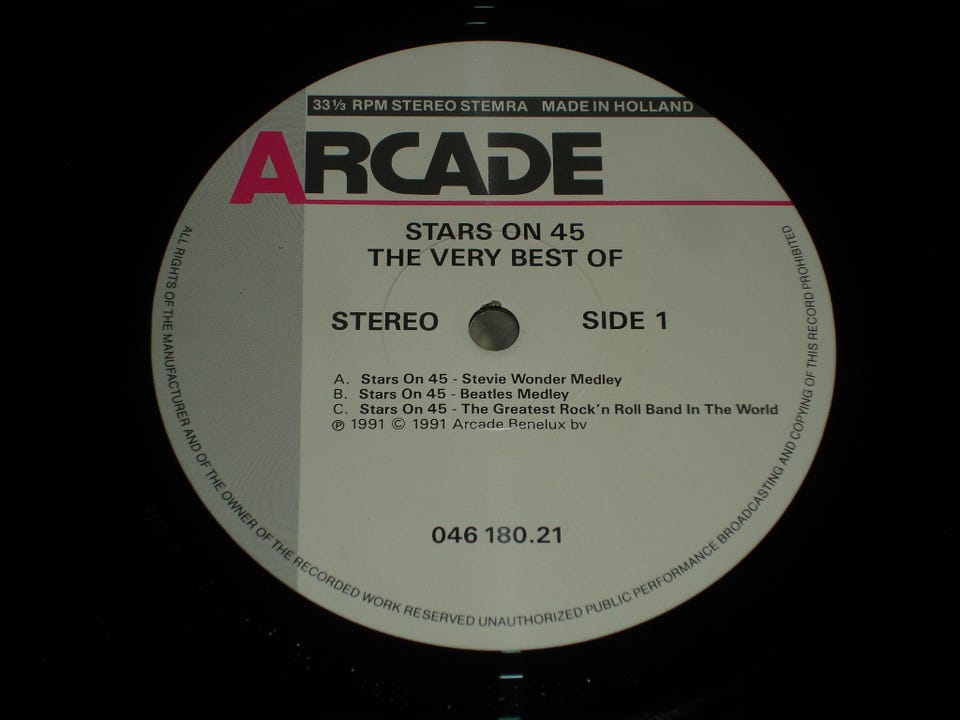 33⅓ RPM STEREO STEMRA MADE IN HOLLAND
ARCADE
STARS ON 45
THE VERY BEST OF
STEREO SIDE 1
A. Stars On 45 - Stevie Wonder Medley
B. Stars On 45 - Beatles Medley
C. Stars On 45 - The Greatest Rock'n Roll Band In The World
℗ 1991 © 1991 Arcade Benelux bv
046 180.21
ALL RIGHTS OF THE MANUFACTURER AND OF THE OWNER OF THE RECORDED WORK RESERVED UNAUTHORIZED PUBLIC PERFORMANCE BROADCASTING AND COPYING OF THIS RECORD PROHIBITED